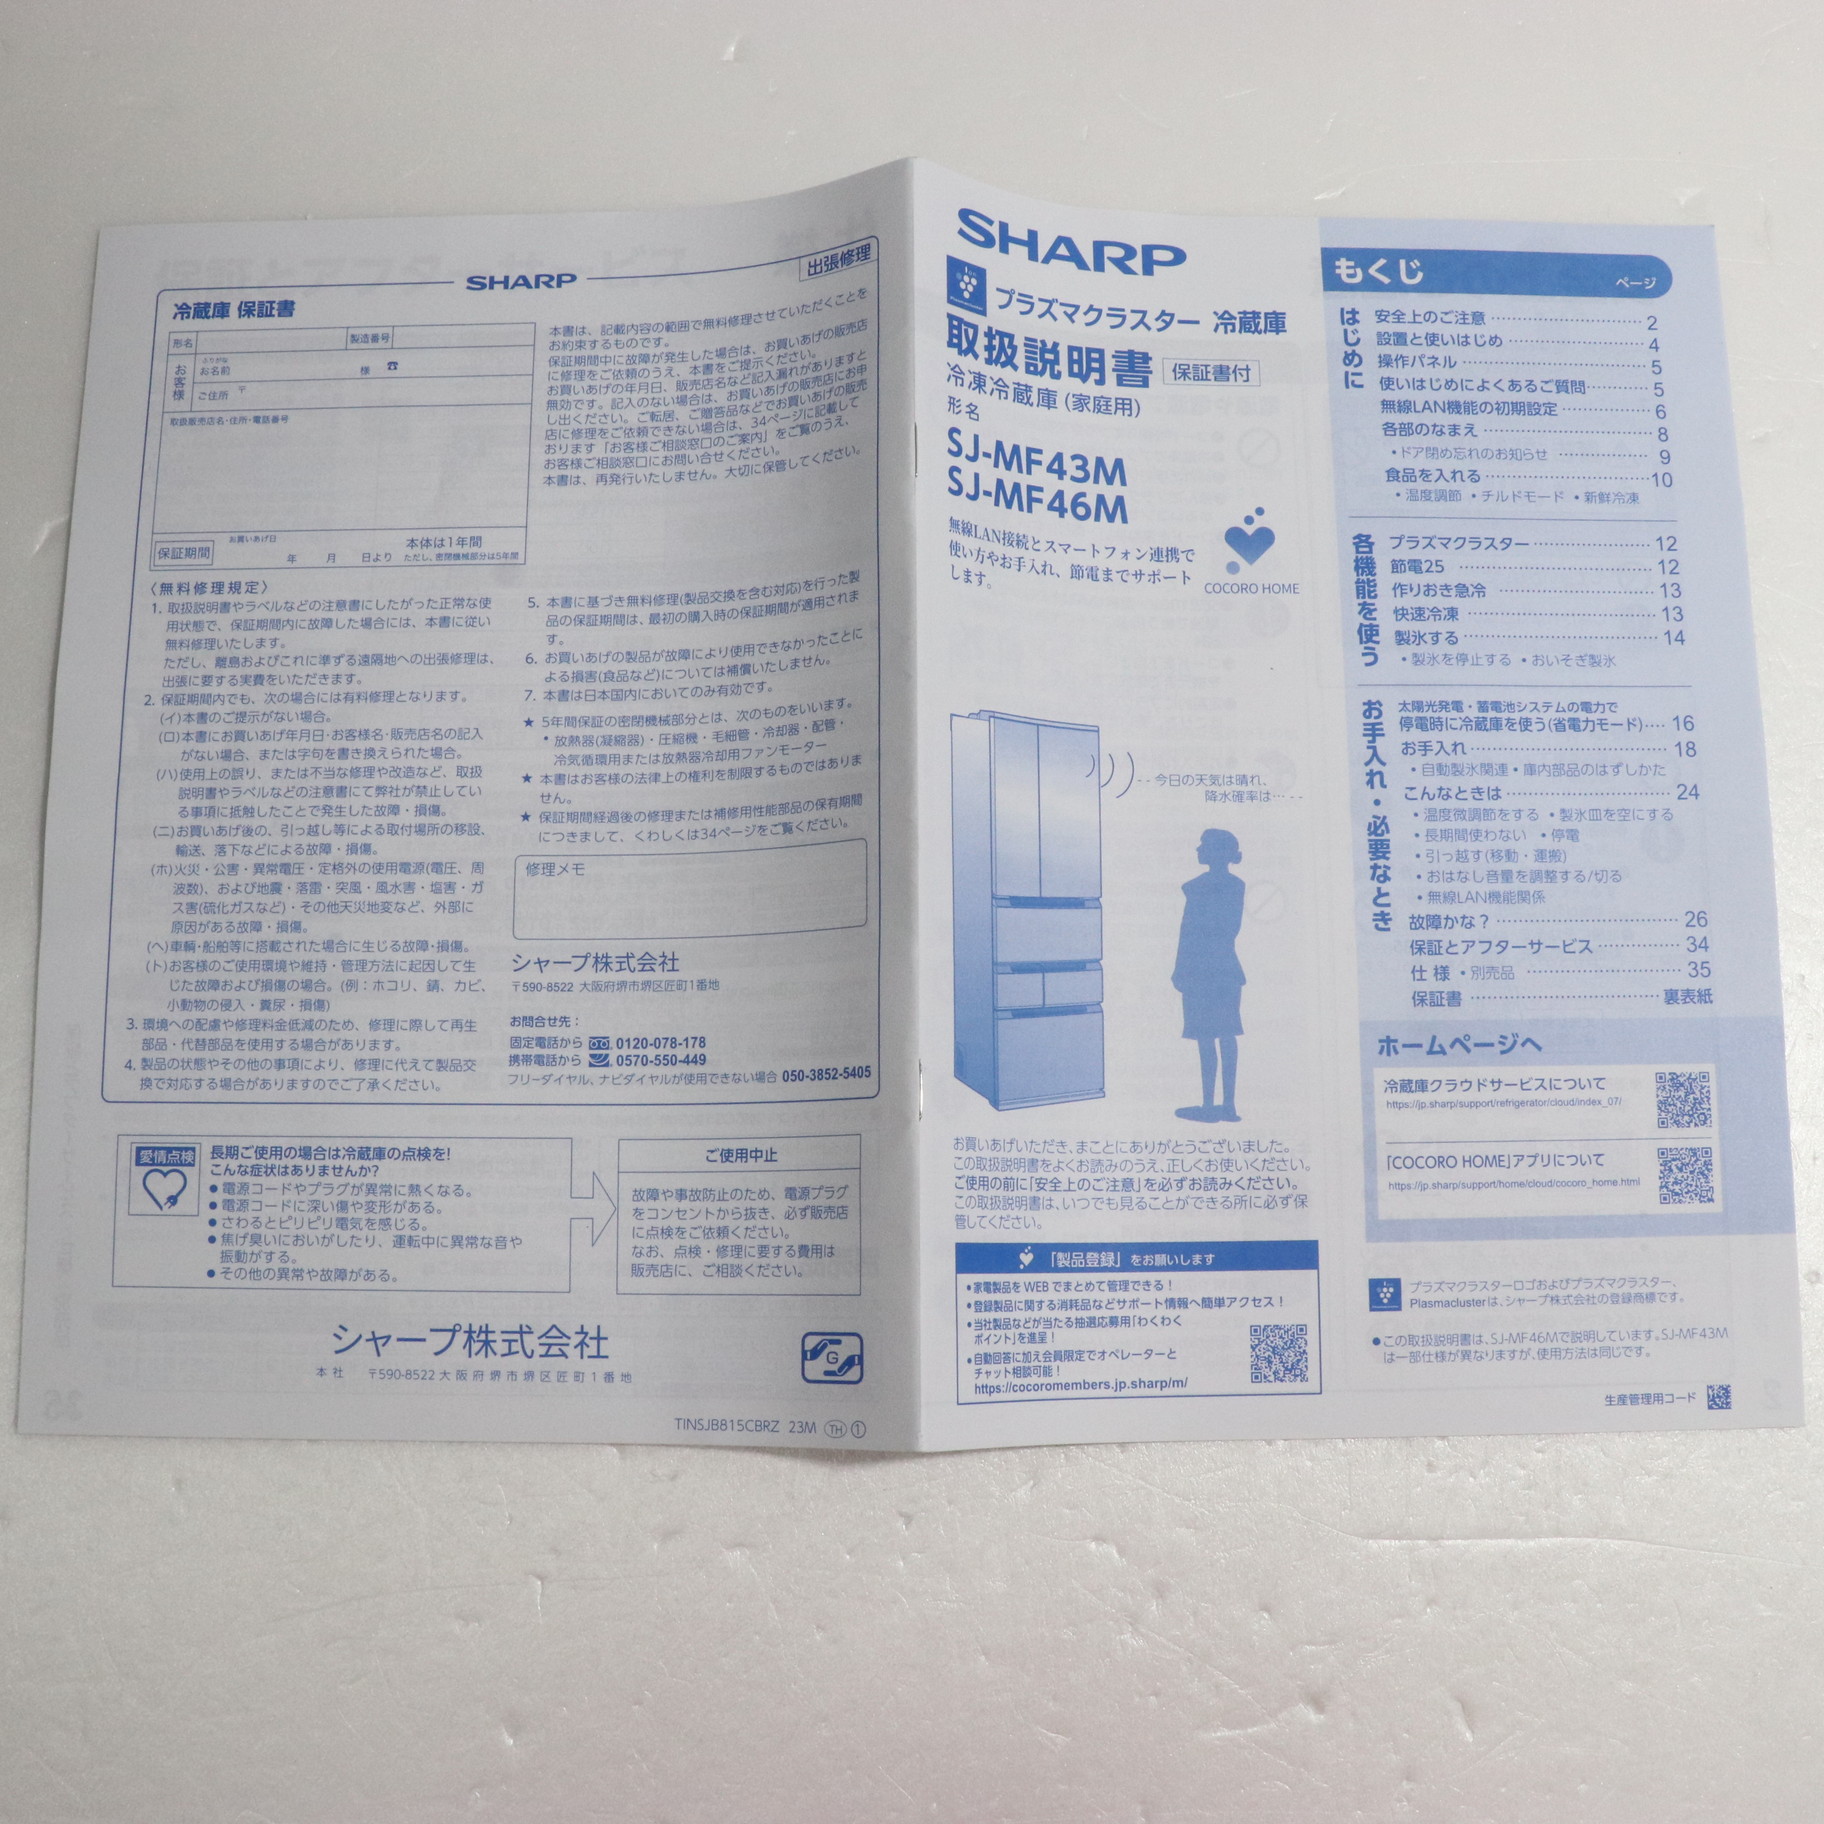 SHARP
出張修理
冷蔵庫 保証書
形名
製造番号
お客様
ふりがな
お名前
様 ☎
ご住所 〒
取扱販売店名・住所・電話番号
保証期間
お買いあげ日
年 月 日より
本体は1年間
ただし、密閉機械部分は5年間
本書は、記載内容の範囲で無料修理させていただくことを
お約束するものです。
保証期間中に故障が発生した場合は、お買いあげの販売店
に修理をご依頼のうえ、本書をご提示ください。
お買いあげの年月日、販売店名など記入漏れがありますと
無効です。記入のない場合は、お買いあげの販売店にお申
し出ください。ご転居、ご贈答品などでお買いあげの販売
店に修理をご依頼できない場合は、34ページに記載して
おります「お客様ご相談窓口のご案内」をご覧のうえ、
お客様ご相談窓口にお問い合せください。
本書は、再発行いたしません。大切に保管してください。
〈無料修理規定〉
1. 取扱説明書やラベルなどの注意書にしたがった正常な使
用状態で、保証期間内に故障した場合には、本書に従い
無料修理いたします。
ただし、離島およびこれに準ずる遠隔地への出張修理は、
出張に要する実費をいただきます。
2. 保証期間内でも、次の場合には有料修理となります。
(イ)本書のご提示がない場合。
(ロ)本書にお買いあげ年月日・お客様名・販売店名の記入
がない場合、または字句を書き換えられた場合。
(ハ)使用上の誤り、または不当な修理や改造など、取扱
説明書やラベルなどの注意書にて弊社が禁止してい
る事項に抵触したことで発生した故障・損傷。
(ニ)お買いあげ後の、引っ越し等による取付場所の移設、
輸送、落下などによる故障・損傷。
(ホ)火災・公害・異常電圧・定格外の使用電源(電圧、周
波数)、および地震・落雷・突風・風水害・塩害・ガ
ス害(硫化ガスなど)・その他天災地変など、外部に
原因がある故障・損傷。
(ヘ)車輌・船舶等に搭載された場合に生じる故障・損傷。
(ト)お客様のご使用環境や維持・管理方法に起因して生
じた故障および損傷の場合。(例：ホコリ、錆、カビ、
小動物の侵入・糞尿・損傷)
3. 環境への配慮や修理料金低減のため、修理に際して再生
部品・代替部品を使用する場合があります。
4. 製品の状態やその他の事項により、修理に代えて製品交
換で対応する場合がありますのでご了承ください。
5. 本書に基づき無料修理(製品交換を含む対応)を行った製
品の保証期間は、最初の購入時の保証期間が適用されま
す。
6. お買いあげの製品が故障により使用できなかったことに
よる損害(食品など)については補償いたしません。
7. 本書は日本国内においてのみ有効です。
★ 5年間保証の密閉機械部分とは、次のものをいいます。
・放熱器(凝縮器)・圧縮機・毛細管・冷却器・配管・
冷気循環用または放熱器冷却用ファンモーター
★ 本書はお客様の法律上の権利を制限するものではありま
せん。
★ 保証期間経過後の修理または補修用性能部品の保有期間
につきまして、くわしくは34ページをご覧ください。
修理メモ
シャープ株式会社
〒590-8522 大阪府堺市堺区匠町1番地
お問合せ先：
固定電話から 0120-078-178
携帯電話から 0570-550-449
フリーダイヤル、ナビダイヤルが使用できない場合 050-3852-5405
愛情点検
長期ご使用の場合は冷蔵庫の点検を!
こんな症状はありませんか?
●電源コードやプラグが異常に熱くなる。
●電源コードに深い傷や変形がある。
●さわるとピリピリ電気を感じる。
●焦げ臭いにおいがしたり、運転中に異常な音や
振動がする。
●その他の異常や故障がある。
ご使用中止
故障や事故防止のため、電源プラグ
をコンセントから抜き、必ず販売店
に点検をご依頼ください。
なお、点検・修理に要する費用は
販売店に、ご相談ください。
シャープ株式会社
本社 〒590-8522 大阪府堺市堺区匠町1番地
G
TINSJB815CBRZ 23M TH ①
SHARP
プラズマクラスター 冷蔵庫
取扱説明書 保証書付
冷凍冷蔵庫 (家庭用)
形名
SJ-MF43M
SJ-MF46M
無線LAN接続とスマートフォン連携で
使い方やお手入れ、節電までサポート
します。
COCORO HOME
今日の天気は晴れ、
降水確率は…
お買いあげいただき、まことにありがとうございました。
この取扱説明書をよくお読みのうえ、正しくお使いください。
ご使用の前に「安全上のご注意」を必ずお読みください。
この取扱説明書は、いつでも見ることができる所に必ず保
管してください。
「製品登録」をお願いします
●家電製品をWEBでまとめて管理できる！
●登録製品に関する消耗品などサポート情報へ簡単アクセス！
●当社製品などが当たる抽選応募用「わくわく
ポイント」を進呈！
●自動回答に加え会員限定でオペレーターと
チャット相談可能！
https://cocoromembers.jp.sharp/m/
もくじ ページ
はじめに
安全上のご注意 2
設置と使いはじめ 4
操作パネル 5
使いはじめによくあるご質問 5
無線LAN機能の初期設定 6
各部のなまえ 8
・ドア閉め忘れのお知らせ 9
食品を入れる 10
・温度調節 ・チルドモード ・新鮮冷凍
各機能を使う
プラズマクラスター 12
節電25 12
作りおき急冷 13
快速冷凍 13
製氷する 14
・製氷を停止する ・おいそぎ製氷
お手入れ・必要なとき
太陽光発電・蓄電池システムの電力で
停電時に冷蔵庫を使う(省電力モード) 16
お手入れ 18
・自動製氷関連・庫内部品のはずしかた
こんなときは 24
・温度微調節をする ・製氷皿を空にする
・長期間使わない ・停電
・引っ越す(移動・運搬)
・おはなし音量を調整する/切る
・無線LAN機能関係
故障かな？ 26
保証とアフターサービス 34
仕様 ・別売品 35
保証書 裏表紙
ホームページへ
冷蔵庫クラウドサービスについて
https://jp.sharp/support/refrigerator/cloud/index_07/
「COCORO HOME」アプリについて
https://jp.sharp/support/home/cloud/cocoro_home.html
プラズマクラスターロゴおよびプラズマクラスター、
Plasmaclusterは、シャープ株式会社の登録商標です。
●この取扱説明書は、SJ-MF46Mで説明しています。SJ-MF43M
は一部仕様が異なりますが、使用方法は同じです。
生産管理用コード